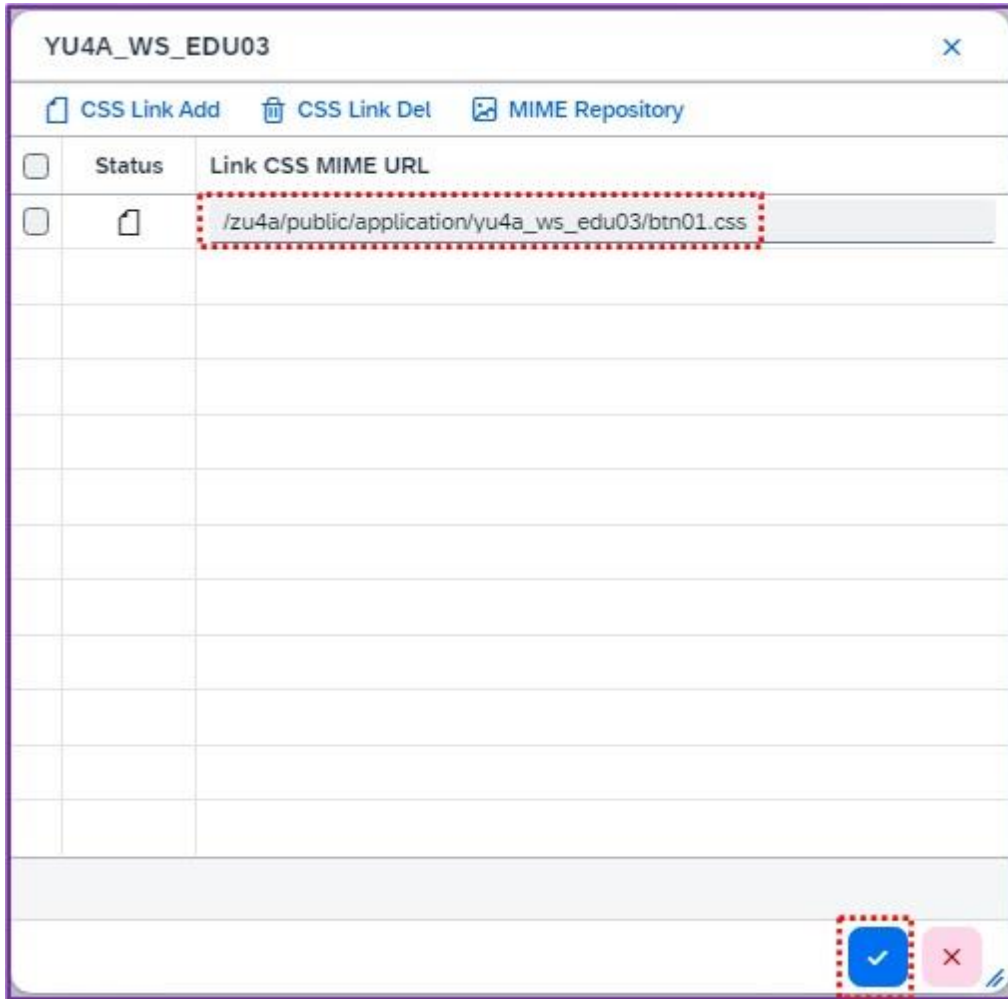 YU4A_WS_EDU03
CSS Link Add CSS Link Del MIME Repository
Status Link CSS MIME URL
/zu4a/public/application/yu4a_ws_edu03/btn01.css